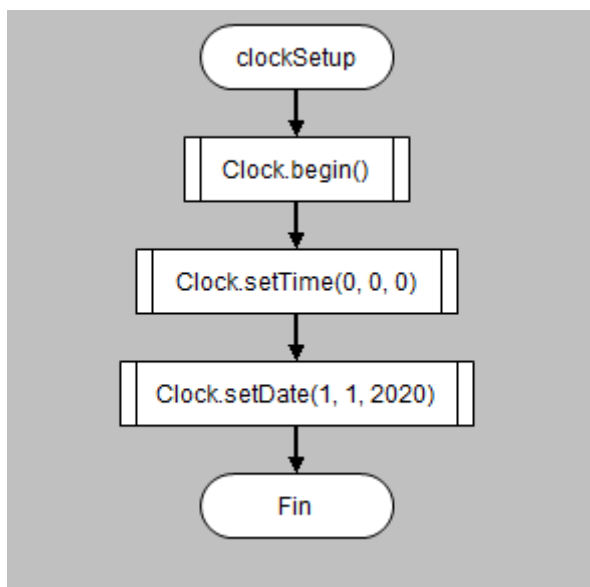 clockSetup
Clock.begin()
Clock.setTime(0, 0, 0)
Clock.setDate(1, 1, 2020)
Fin